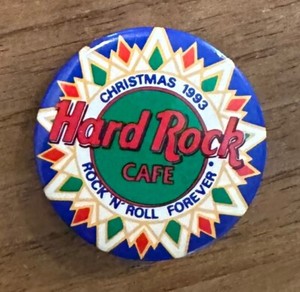 CHRISTMAS 1993
Hard Rock
CAFE
ROCK 'N' ROLL FOREVER •